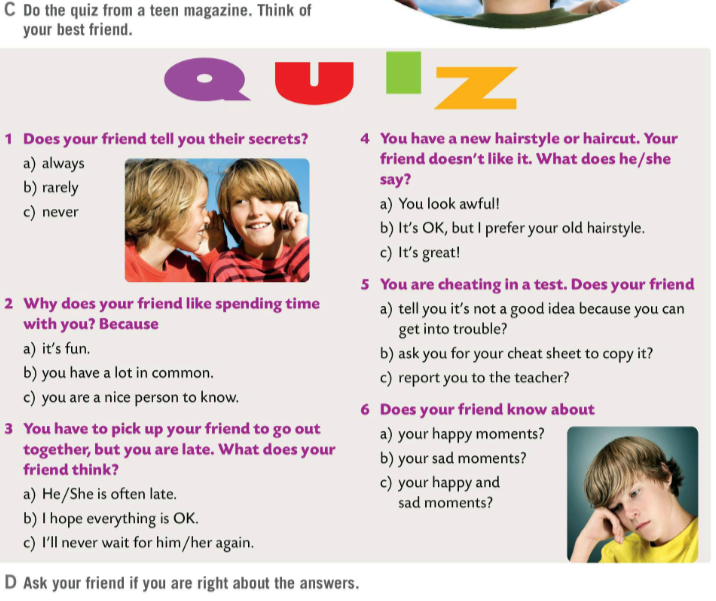 C Do the quiz from a teen magazine. Think of
your best friend.
QUIZ
1 Does your friend tell you their secrets?
a) always
b) rarely
c) never
2 Why does your friend like spending time
with you? Because
a) it's fun.
b) you have a lot in common.
c) you are a nice person to know.
3 You have to pick up your friend to go out
together, but you are late. What does your
friend think?
a) He/She is often late.
b) I hope everything is OK.
c) I'll never wait for him/her again.
4 You have a new hairstyle or haircut. Your
friend doesn't like it. What does he/she
say?
a) You look awful!
b) It's OK, but I prefer your old hairstyle.
c) It's great!
5 You are cheating in a test. Does your friend
a) tell you it's not a good idea because you can
get into trouble?
b) ask you for your cheat sheet to copy it?
c) report you to the teacher?
6 Does your friend know about
a) your happy moments?
b) your sad moments?
c) your happy and
sad moments?
D Ask your friend if you are right about the answers.